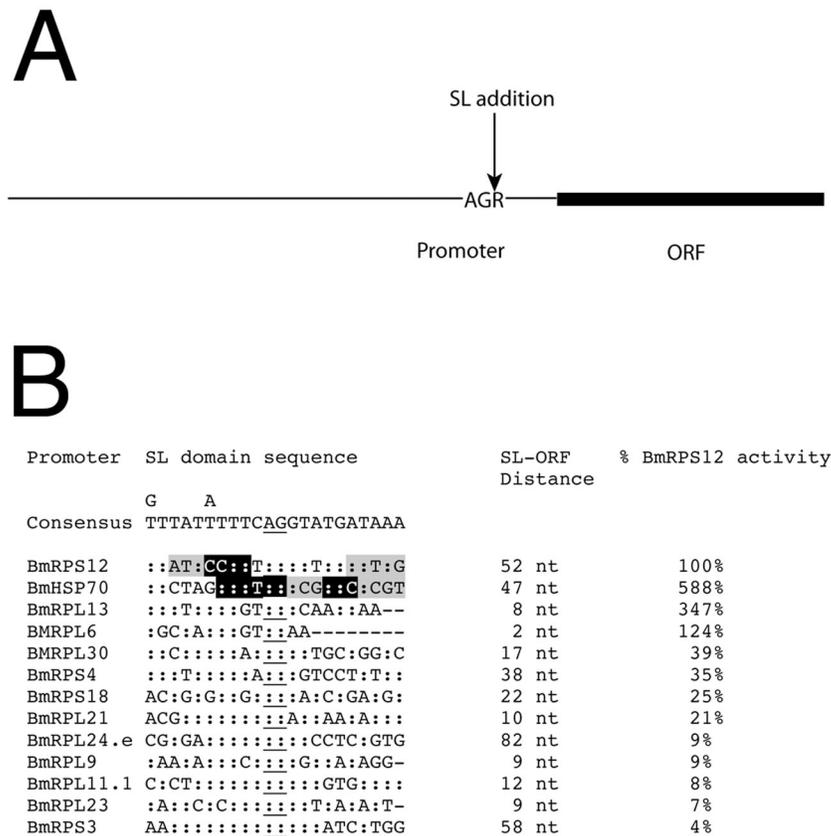 A
SL addition
AGR
Promoter ORF
B
Promoter SL domain sequence SL-ORF % BmRPS12 activity
Distance
G A
Consensus TTTATTTTTCAGGTATGATAAA
BmRPS12 ::AT:CC::T::::T::::T:G 52 nt 100%
BmHSP70 ::CTAG:::T:::CG::C:CGT 47 nt 588%
BmRPL13 :::T::::GT:::CAA::AA-- 8 nt 347%
BMRPL6 :GC:A:::GT::AA-------- 2 nt 124%
BMRPL30 ::C:::::A:::::TGC:GG:C 17 nt 39%
BmRPS4 :::T:::::A:::GTCCT:T:: 38 nt 35%
BmRPS18 AC:G:G::G::::A:C:GA:G: 22 nt 25%
BmRPL21 ACG:::::::::A::AA:A::: 10 nt 21%
BmRPL24.e CG:GA:::::::::CCTC:GTG 82 nt 9%
BmRPL9 :AA:A:::C::::G::A:AGG- 9 nt 9%
BmRPL11.1 C:CT:::::::::::GTG:::: 12 nt 8%
BmRPL23 :A::C:C:::::::T:A:A:T- 9 nt 7%
BmRPS3 AA:::::::::::::ATC:TGG 58 nt 4%